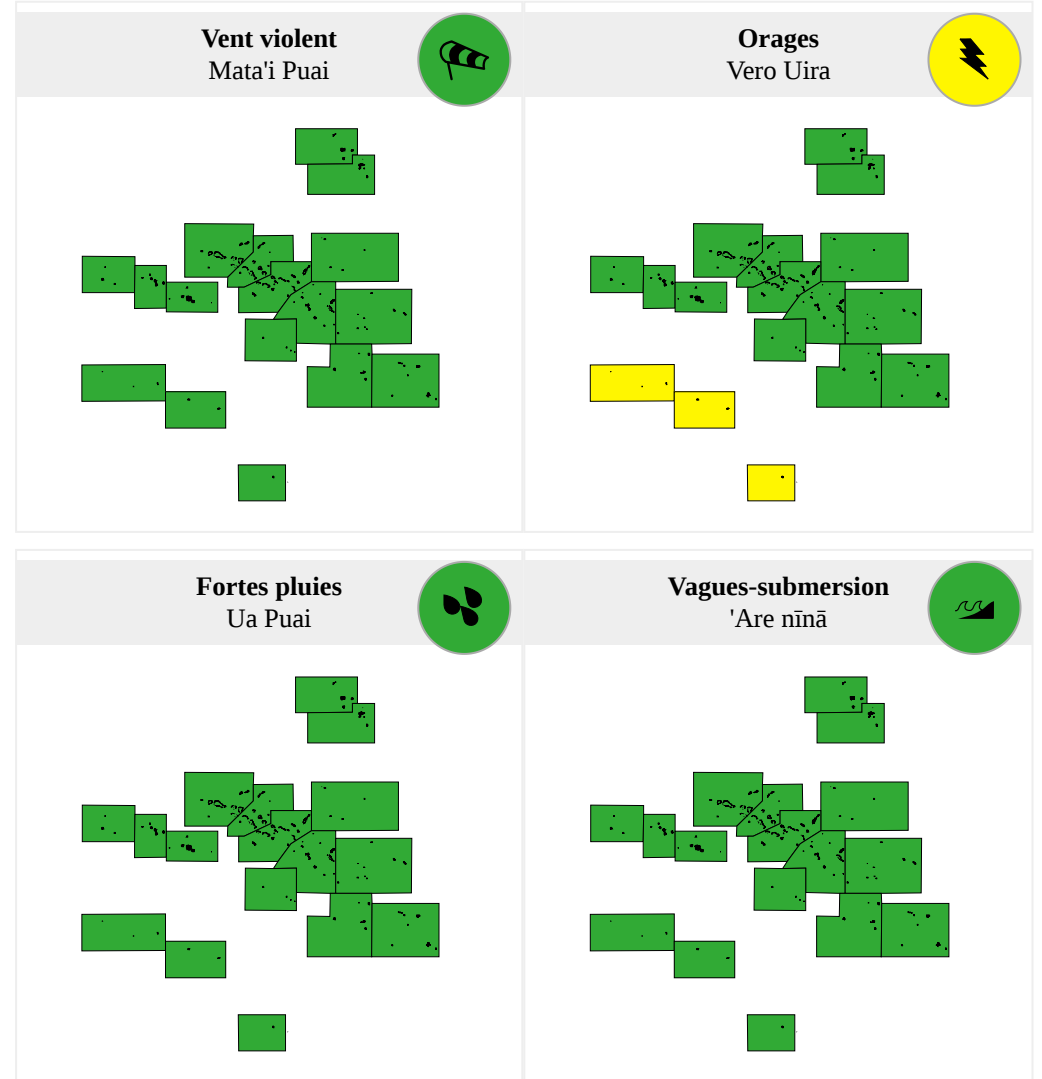 Vent violent
Mata'i Puai
Orages
Vero Uira
Fortes pluies
Ua Puai
Vagues-submersion
'Are nīnā